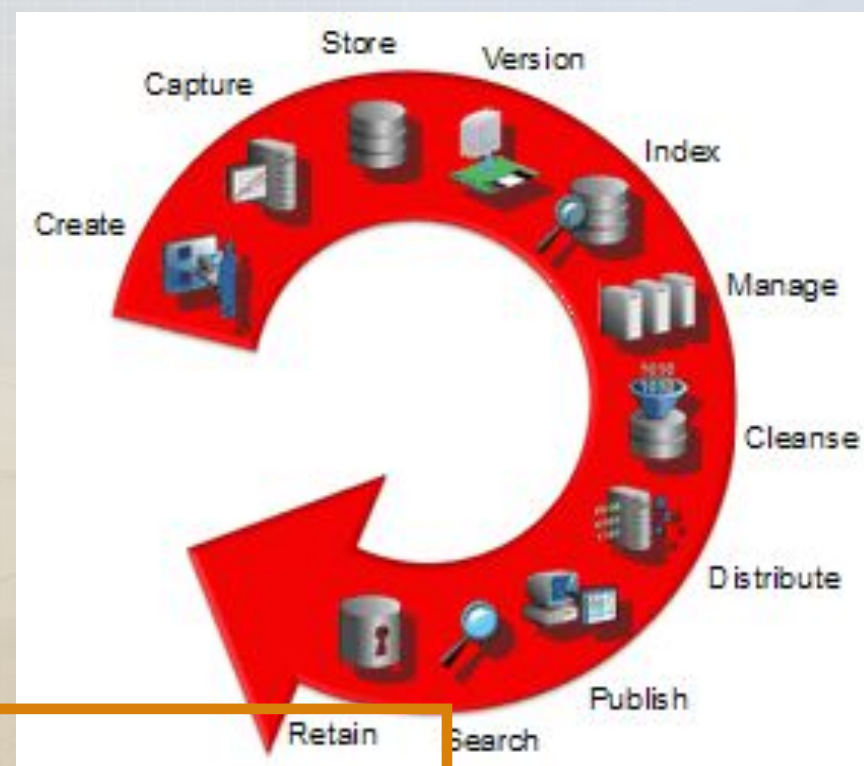 Create
Capture
Store
Version
Index
Manage
Cleanse
Distribute
Publish
Search
Retain